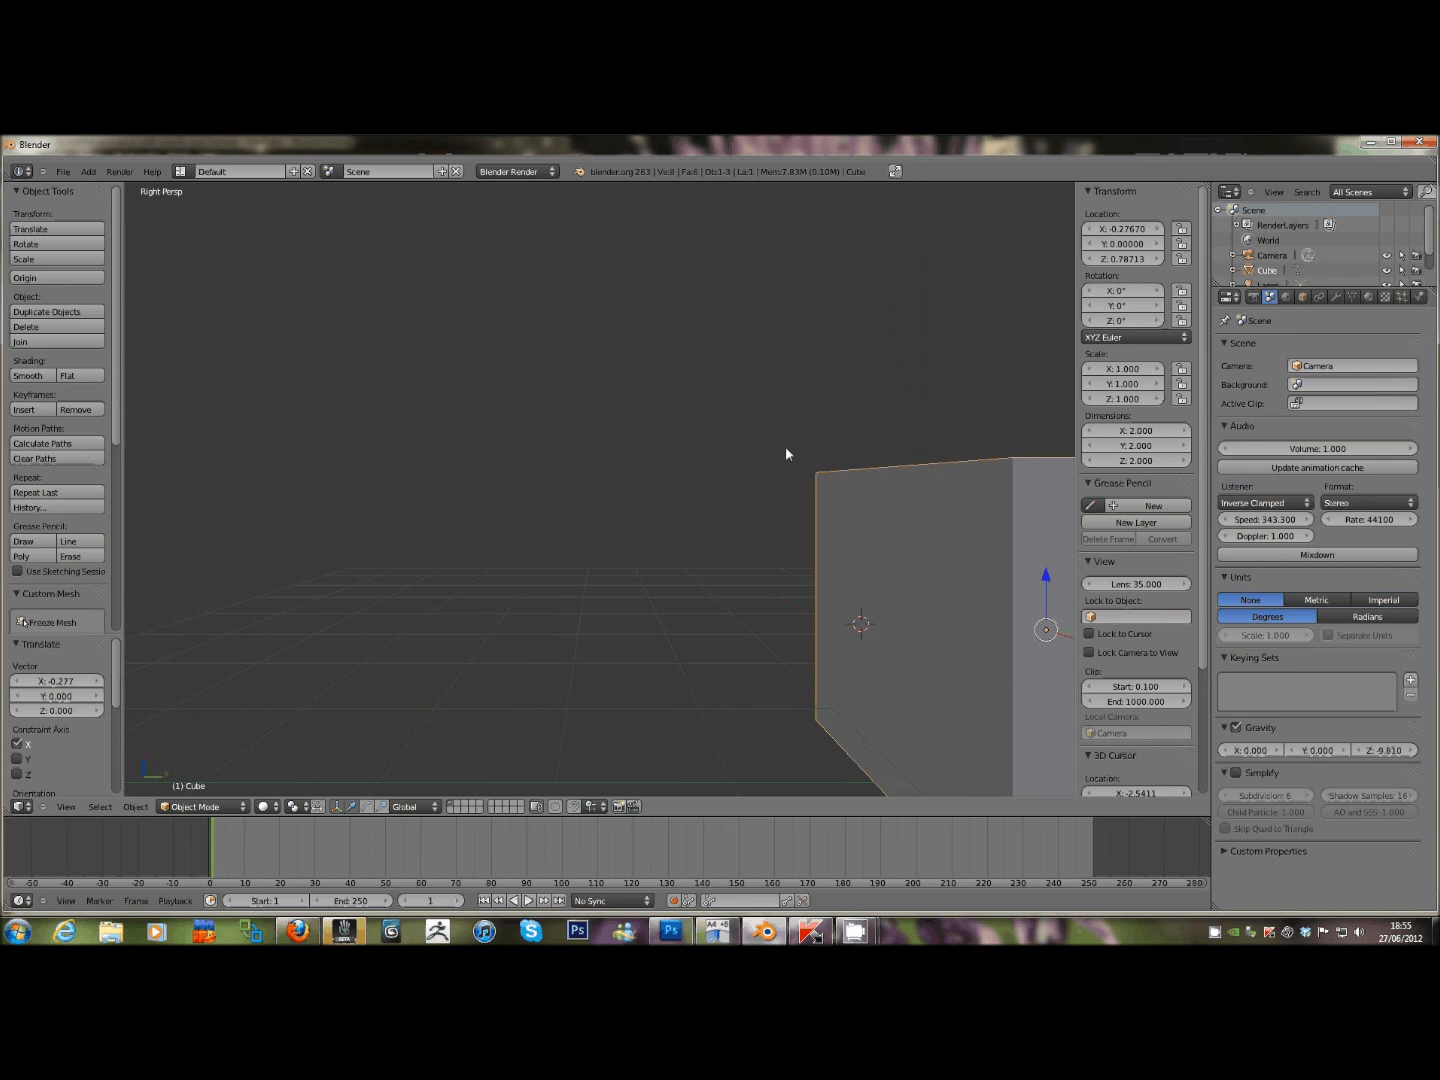 Blender
File Add Render Help Default Scene Blender Render blender.org 263 | Ve:8 | Fa:6 | Ob:1-3 | La:1 | Mem:7.83M (0.10M) | Cube
Object Tools
Transform:
Translate
Rotate
Scale
Origin
Object:
Duplicate Objects
Delete
Join
Shading:
Smooth Flat
Keyframes:
Insert Remove
Motion Paths:
Calculate Paths
Clear Paths
Repeat:
Repeat Last
History...
Grease Pencil:
Draw Line
Poly Erase
Use Sketching Sessio
Custom Mesh
Freeze Mesh
Translate
Vector
X: -0.277
Y: 0.000
Z: 0.000
Constraint Axis
X
Y
Z
Orientation
Right Persp
(1) Cube
Transform
Location:
X: -0.27670
Y: 0.00000
Z: 0.78713
Rotation:
X: 0°
Y: 0°
Z: 0°
XYZ Euler
Scale:
X: 1.000
Y: 1.000
Z: 1.000
Dimensions:
X: 2.000
Y: 2.000
Z: 2.000
Grease Pencil
New
New Layer
Delete Frame Convert
View
Lens: 35.000
Lock to Object:
Lock to Cursor
Lock Camera to View
Clip:
Start: 0.100
End: 1000.000
Local Camera:
Camera
3D Cursor
Location:
X: -2.5411
View Search All Scenes
Scene
RenderLayers
World
Camera
Cube
Lamp
Scene
Scene
Camera: Camera
Background:
Active Clip:
Audio
Volume: 1.000
Update animation cache
Listener: Format:
Inverse Clamped Stereo
Speed: 343.300 Rate: 44100
Doppler: 1.000
Mixdown
Units
None Metric Imperial
Degrees Radians
Scale: 1.000 Separate Units
Keying Sets
Gravity
X: 0.000 Y: 0.000 Z: -9.810
Simplify
Subdivision: 6 Shadow Samples: 16
Child Particle: 1.000 AO and SSS: 1.000
Skip Quad to Triangle
Custom Properties
View Select Object Object Mode Global
-50 -40 -30 -20 -10 0 10 20 30 40 50 60 70 80 90 100 110 120 130 140 150 160 170 180 190 200 210 220 230 240 250 260 270 280
View Marker Frame Playback Start: 1 End: 250 1 No Sync
BETA Ps Ps A4
18:55
27/06/2012